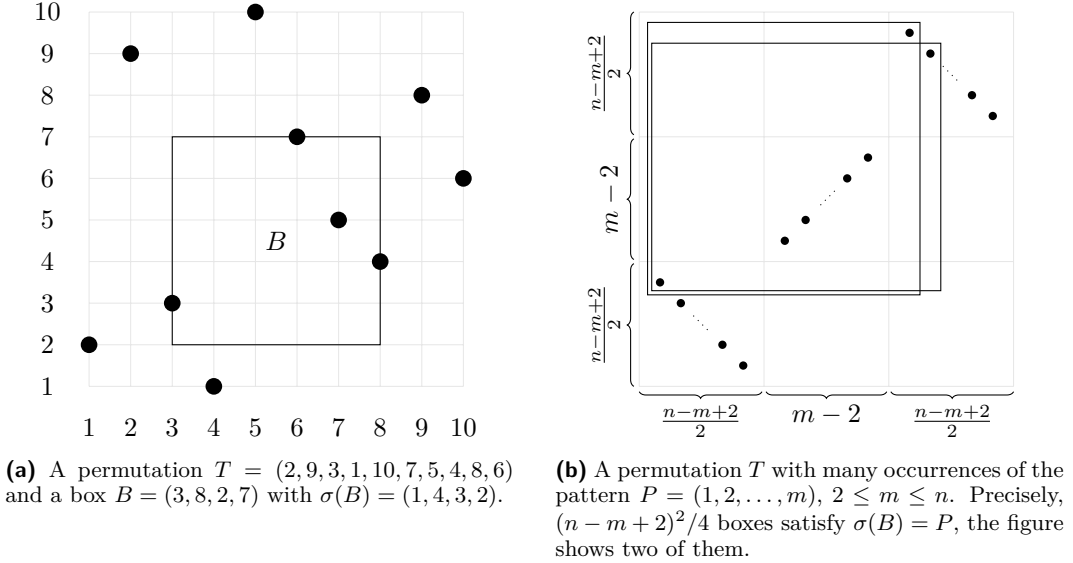 10
9
8
7
6
5
4
3
2
1
B
1 2 3 4 5 6 7 8 9 10
(a) A permutation T = (2, 9, 3, 1, 10, 7, 5, 4, 8, 6)
and a box B = (3, 8, 2, 7) with σ(B) = (1, 4, 3, 2).
n−m+2
2
m − 2
n−m+2
2
n−m+2
2
m − 2
n−m+2
2
(b) A permutation T with many occurrences of the
pattern P = (1, 2, . . . , m), 2 ≤ m ≤ n. Precisely,
(n − m + 2)²/4 boxes satisfy σ(B) = P, the figure
shows two of them.